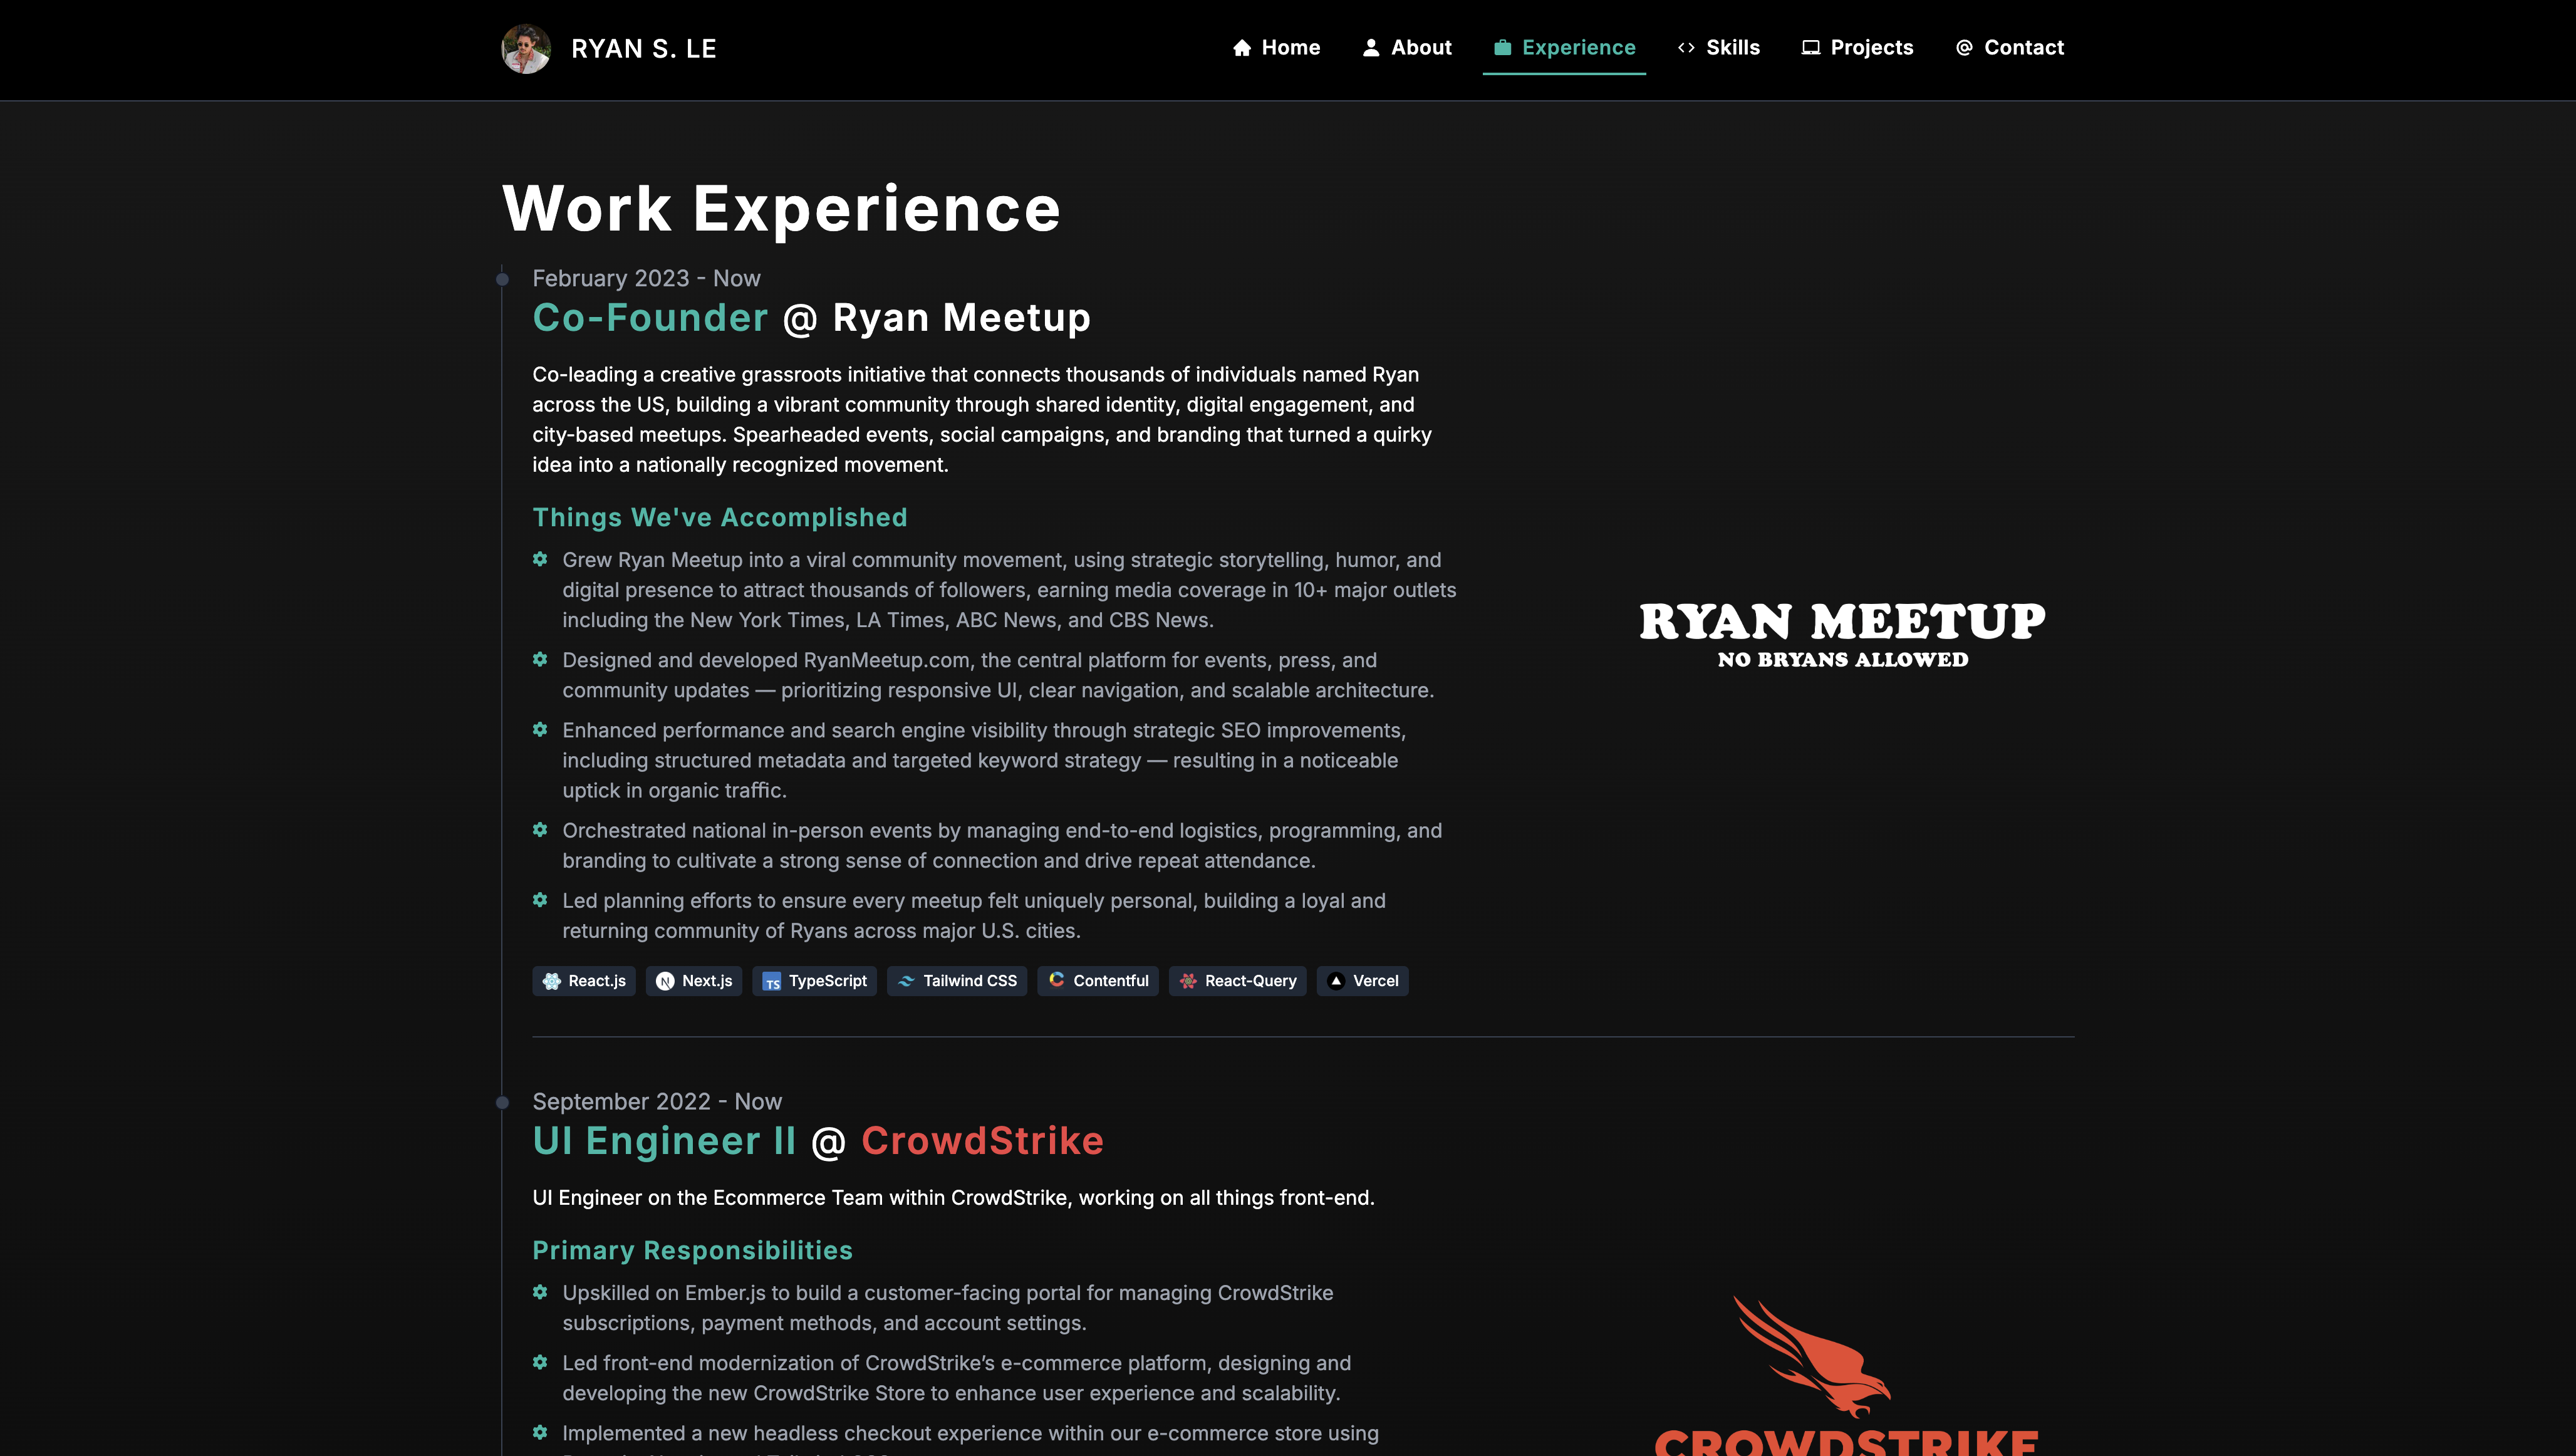 RYAN S. LE
Home
About
Experience
Skills
Projects
Contact
Work Experience
February 2023 - Now
Co-Founder @ Ryan Meetup
Co-leading a creative grassroots initiative that connects thousands of individuals named Ryan
across the US, building a vibrant community through shared identity, digital engagement, and
city-based meetups. Spearheaded events, social campaigns, and branding that turned a quirky
idea into a nationally recognized movement.
Things We've Accomplished
Grew Ryan Meetup into a viral community movement, using strategic storytelling, humor, and
digital presence to attract thousands of followers, earning media coverage in 10+ major outlets
including the New York Times, LA Times, ABC News, and CBS News.
Designed and developed RyanMeetup.com, the central platform for events, press, and
community updates — prioritizing responsive UI, clear navigation, and scalable architecture.
Enhanced performance and search engine visibility through strategic SEO improvements,
including structured metadata and targeted keyword strategy — resulting in a noticeable
uptick in organic traffic.
Orchestrated national in-person events by managing end-to-end logistics, programming, and
branding to cultivate a strong sense of connection and drive repeat attendance.
Led planning efforts to ensure every meetup felt uniquely personal, building a loyal and
returning community of Ryans across major U.S. cities.
React.js
Next.js
TypeScript
Tailwind CSS
Contentful
React-Query
Vercel
RYAN MEETUP
NO BRYANS ALLOWED
September 2022 - Now
UI Engineer II @ CrowdStrike
UI Engineer on the Ecommerce Team within CrowdStrike, working on all things front-end.
Primary Responsibilities
Upskilled on Ember.js to build a customer-facing portal for managing CrowdStrike
subscriptions, payment methods, and account settings.
Led front-end modernization of CrowdStrike’s e-commerce platform, designing and
developing the new CrowdStrike Store to enhance user experience and scalability.
Implemented a new headless checkout experience within our e-commerce store using
CROWDSTRIKE